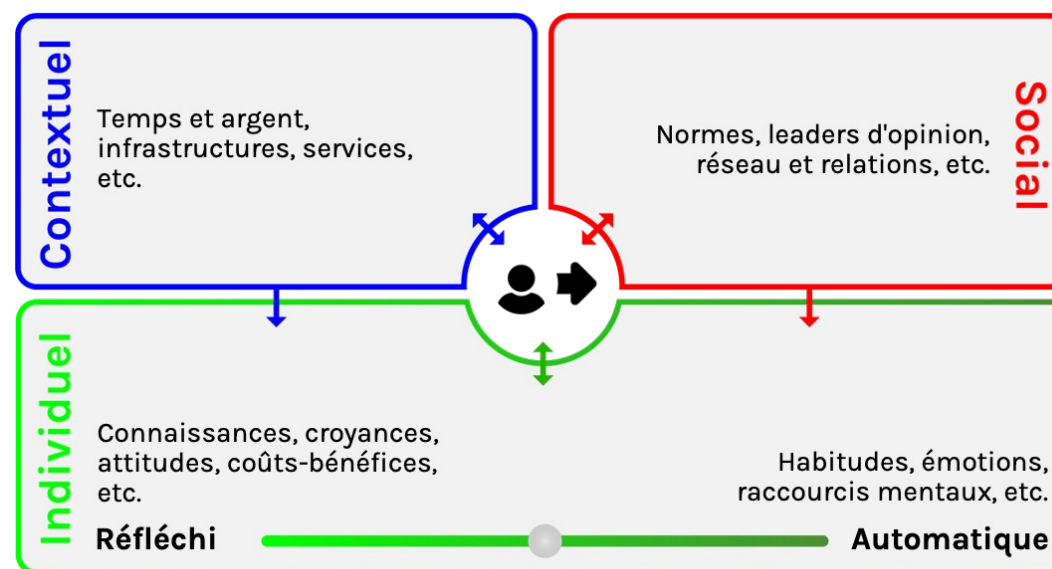 Contextuel
Temps et argent,
infrastructures, services,
etc.
Social
Normes, leaders d'opinion,
réseau et relations, etc.
Individuel
Connaissances, croyances,
attitudes, coûts-bénéfices,
etc.
Habitudes, émotions,
raccourcis mentaux, etc.
Réfléchi
Automatique